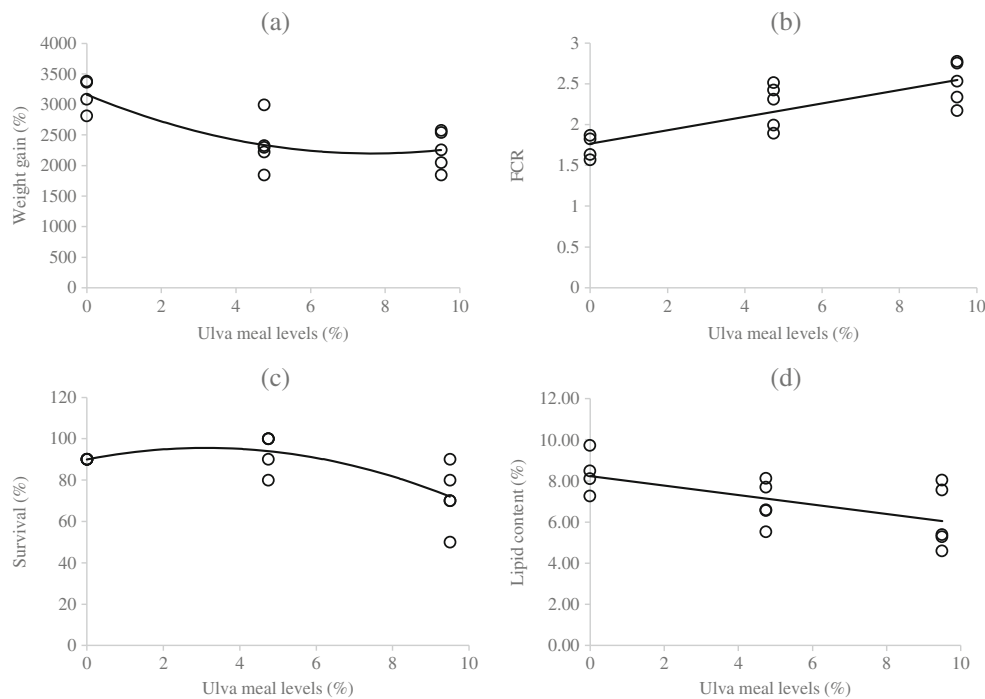 (a)
4000
3500
3000
2500
2000
1500
1000
500
0
Weight gain (%)
0 2 4 6 8 10
Ulva meal levels (%)
(b)
3
2.5
2
1.5
1
0.5
0
FCR
0 2 4 6 8 10
Ulva meal levels (%)
(c)
120
100
80
60
40
20
0
Survival (%)
0 2 4 6 8 10
Ulva meal levels (%)
(d)
12.00
10.00
8.00
6.00
4.00
2.00
0.00
Lipid content (%)
0 2 4 6 8 10
Ulva meal levels (%)